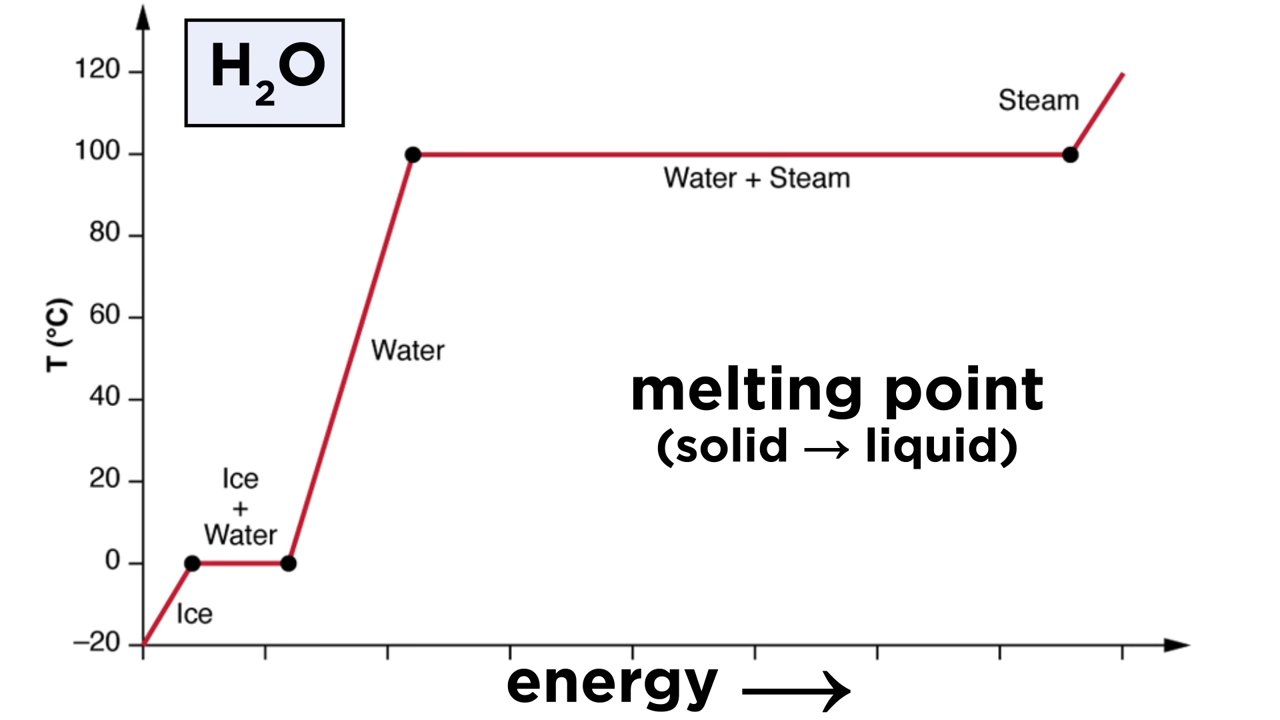 H₂O
120
100
80
60
40
20
0
–20
T (°C)
Steam
Water + Steam
Water
Ice
+
Water
Ice
melting point
(solid → liquid)
energy →